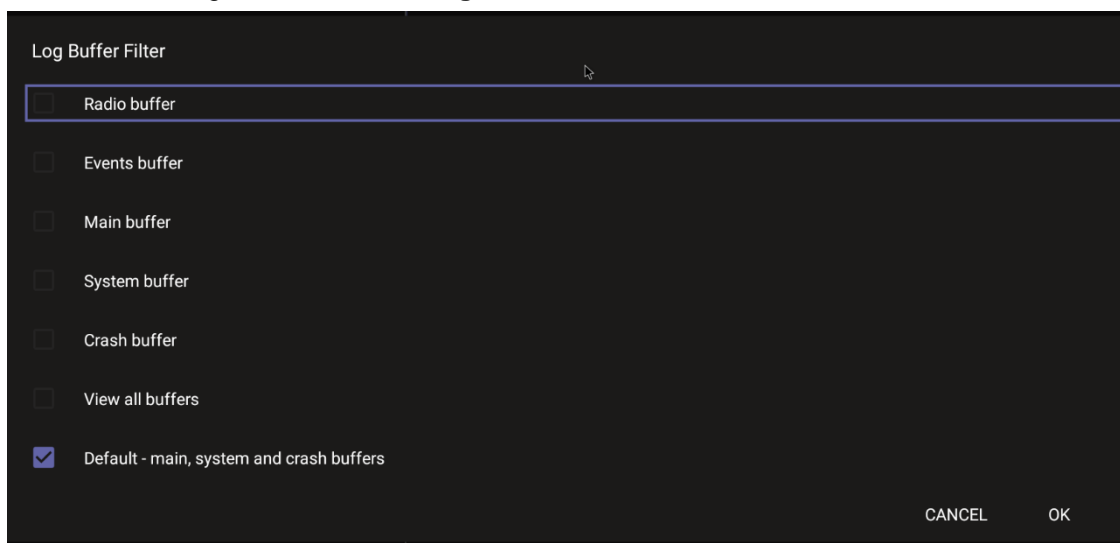 Log Buffer Filter
Radio buffer
Events buffer
Main buffer
System buffer
Crash buffer
View all buffers
Default - main, system and crash buffers
CANCEL OK